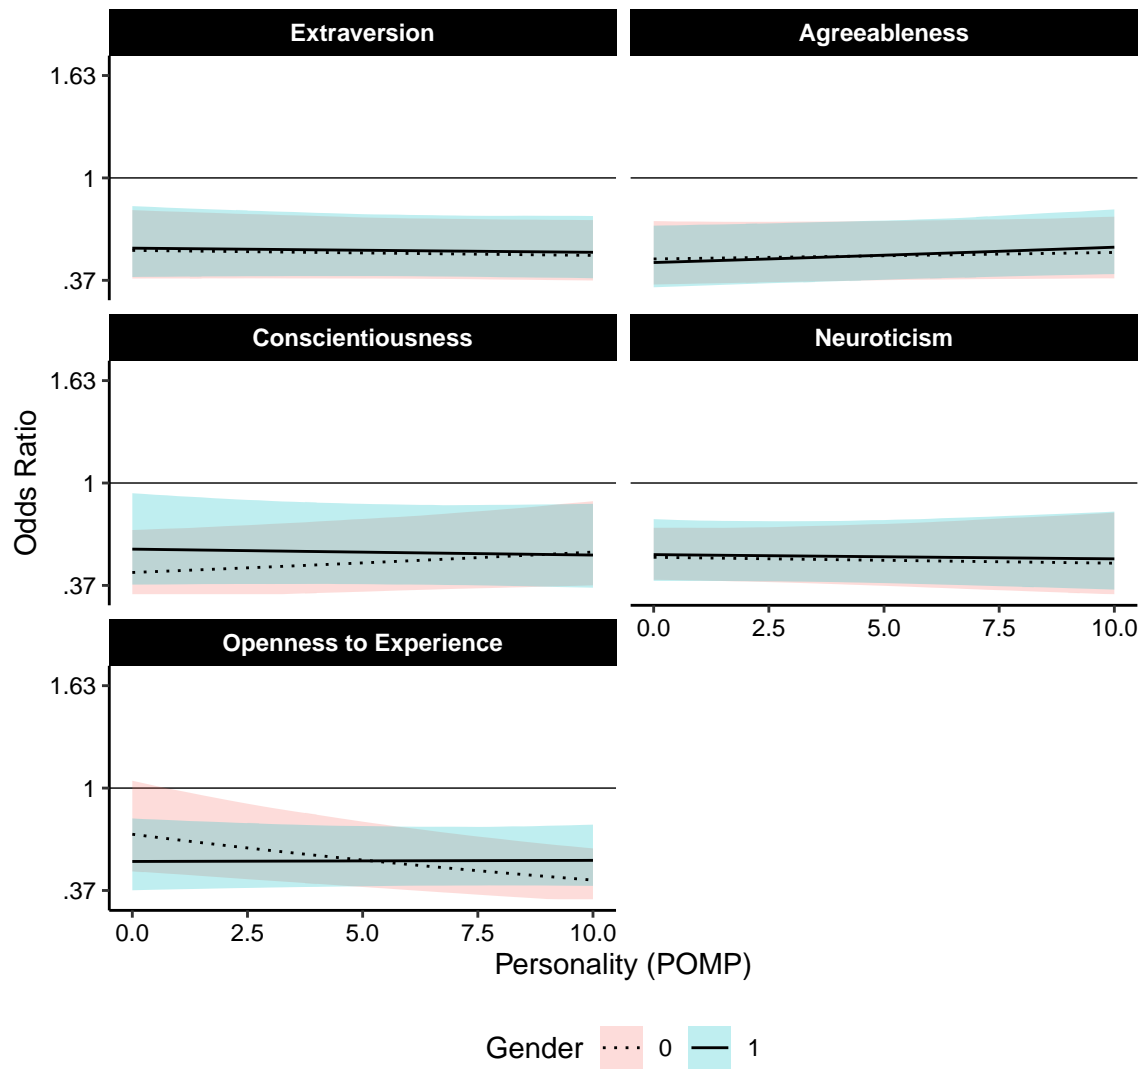 Extraversion
Agreeableness
1.63
1
.37
Conscientiousness
Neuroticism
1.63
1
.37
0.0 2.5 5.0 7.5 10.0
Openness to Experience
1.63
1
.37
0.0 2.5 5.0 7.5 10.0
Odds Ratio
Personality (POMP)
Gender 0 1